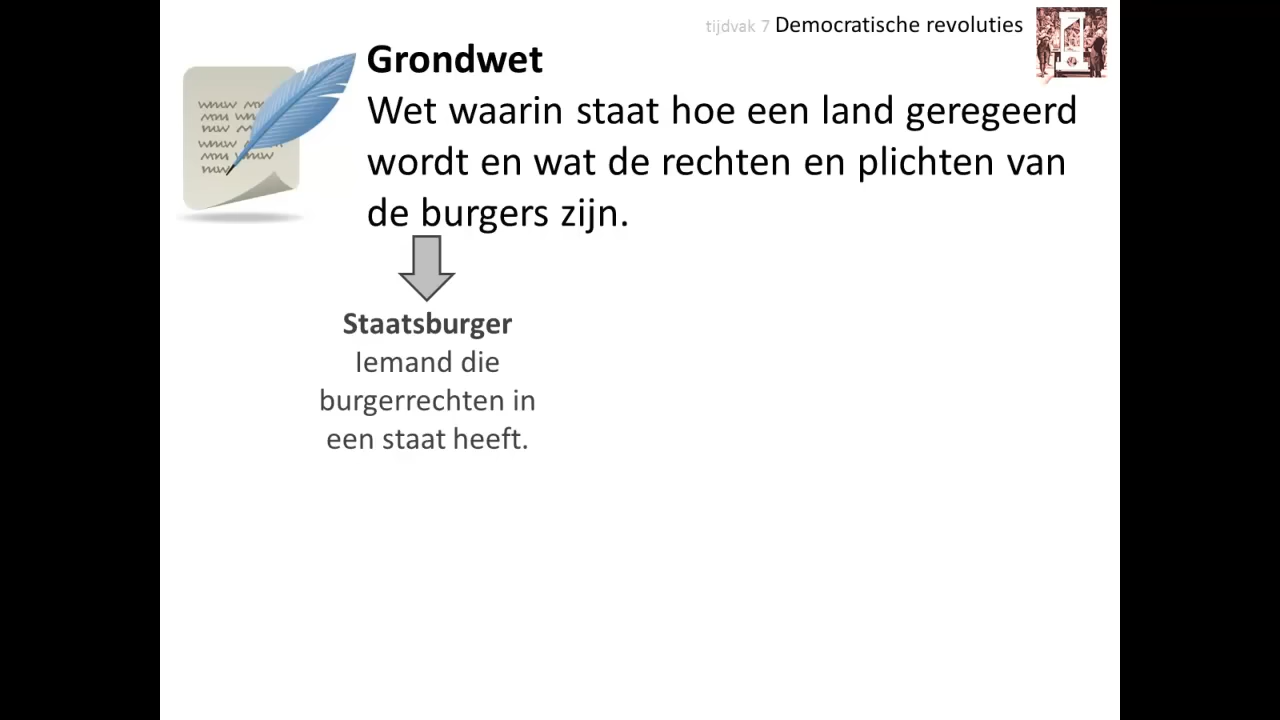 tijdvak 7 Democratische revoluties
Grondwet
Wet waarin staat hoe een land geregeerd
wordt en wat de rechten en plichten van
de burgers zijn.
Staatsburger
Iemand die
burgerrechten in
een staat heeft.